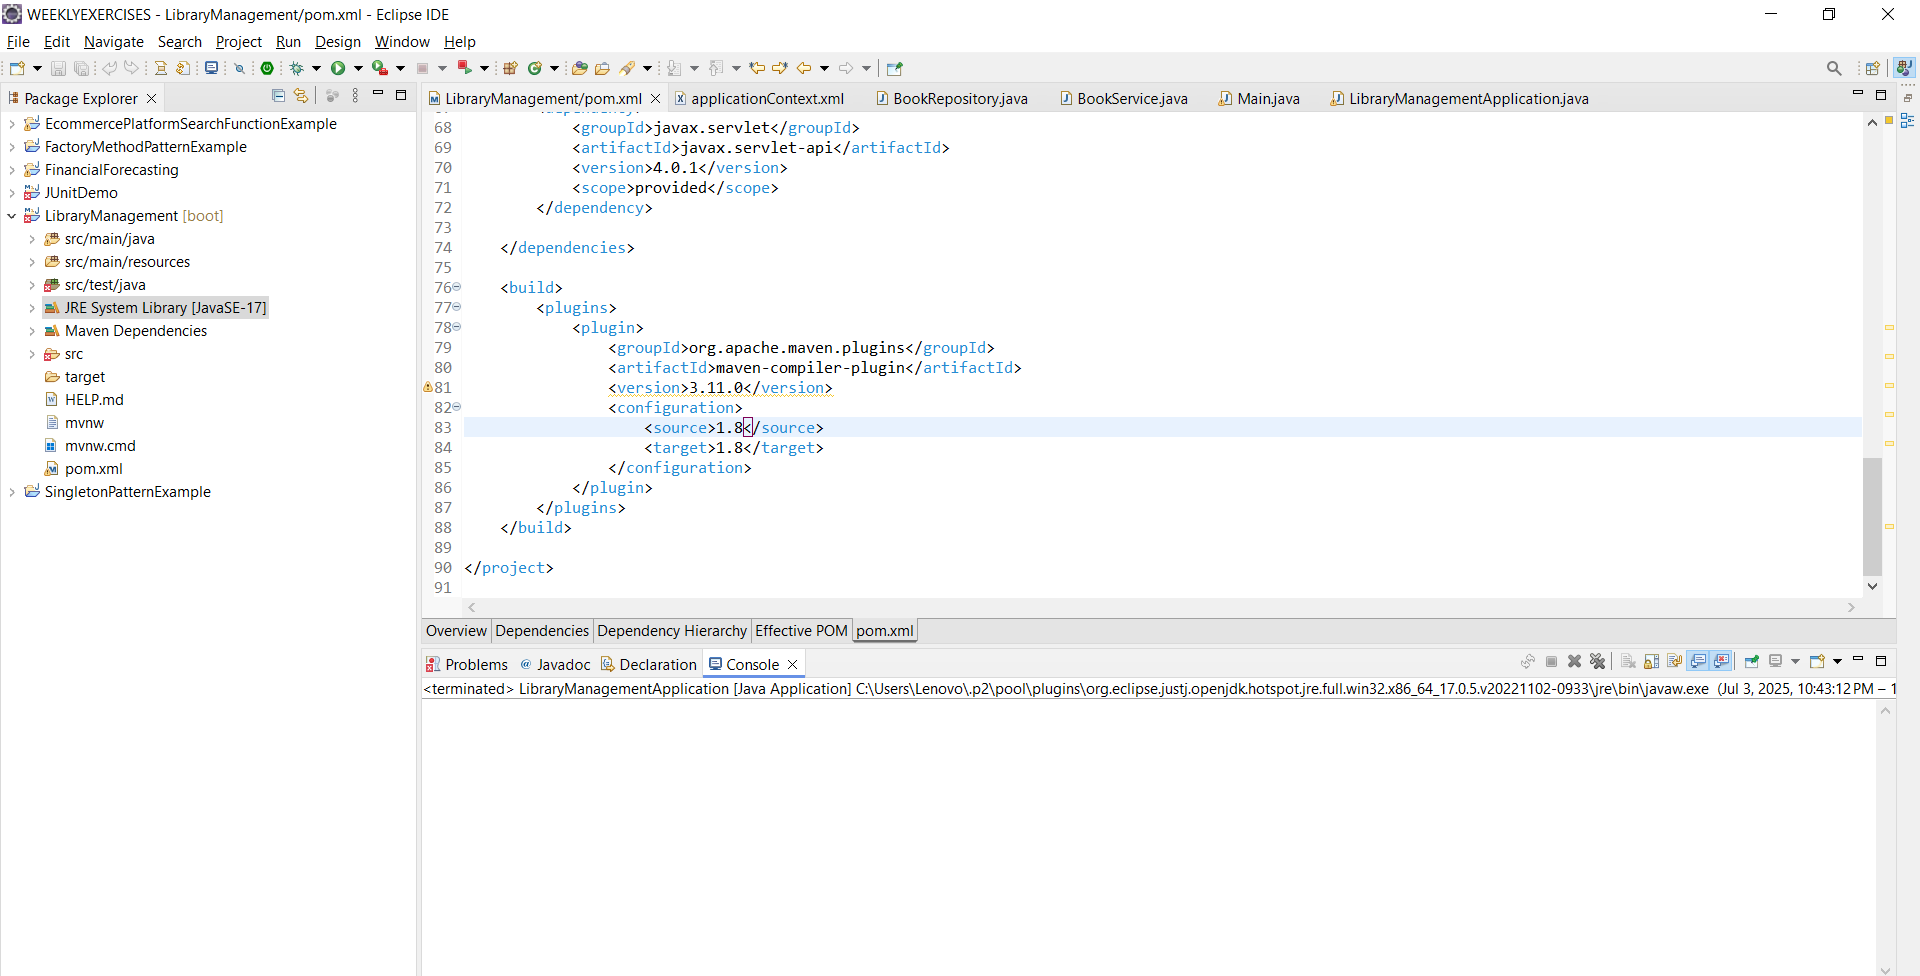 WEEKLYEXERCISES - LibraryManagement/pom.xml - Eclipse IDE
File Edit Navigate Search Project Run Design Window Help
Package Explorer
EcommercePlatformSearchFunctionExample
FactoryMethodPatternExample
FinancialForecasting
JUnitDemo
LibraryManagement [boot]
src/main/java
src/main/resources
src/test/java
JRE System Library [JavaSE-17]
Maven Dependencies
src
target
HELP.md
mvnw
mvnw.cmd
pom.xml
SingletonPatternExample
LibraryManagement/pom.xml applicationContext.xml BookRepository.java BookService.java Main.java LibraryManagementApplication.java
68 <groupId>javax.servlet</groupId>
69 <artifactId>javax.servlet-api</artifactId>
70 <version>4.0.1</version>
71 <scope>provided</scope>
72 </dependency>
73
74 </dependencies>
75
76 <build>
77 <plugins>
78 <plugin>
79 <groupId>org.apache.maven.plugins</groupId>
80 <artifactId>maven-compiler-plugin</artifactId>
81 <version>3.11.0</version>
82 <configuration>
83 <source>1.8</source>
84 <target>1.8</target>
85 </configuration>
86 </plugin>
87 </plugins>
88 </build>
89
90 </project>
91
Overview Dependencies Dependency Hierarchy Effective POM pom.xml
Problems Javadoc Declaration Console
<terminated> LibraryManagementApplication [Java Application] C:\Users\Lenovo\.p2\pool\plugins\org.eclipse.justj.openjdk.hotspot.jre.full.win32.x86_64_17.0.5.v20221102-0933\jre\bin\javaw.exe (Jul 3, 2025, 10:43:12 PM – 1